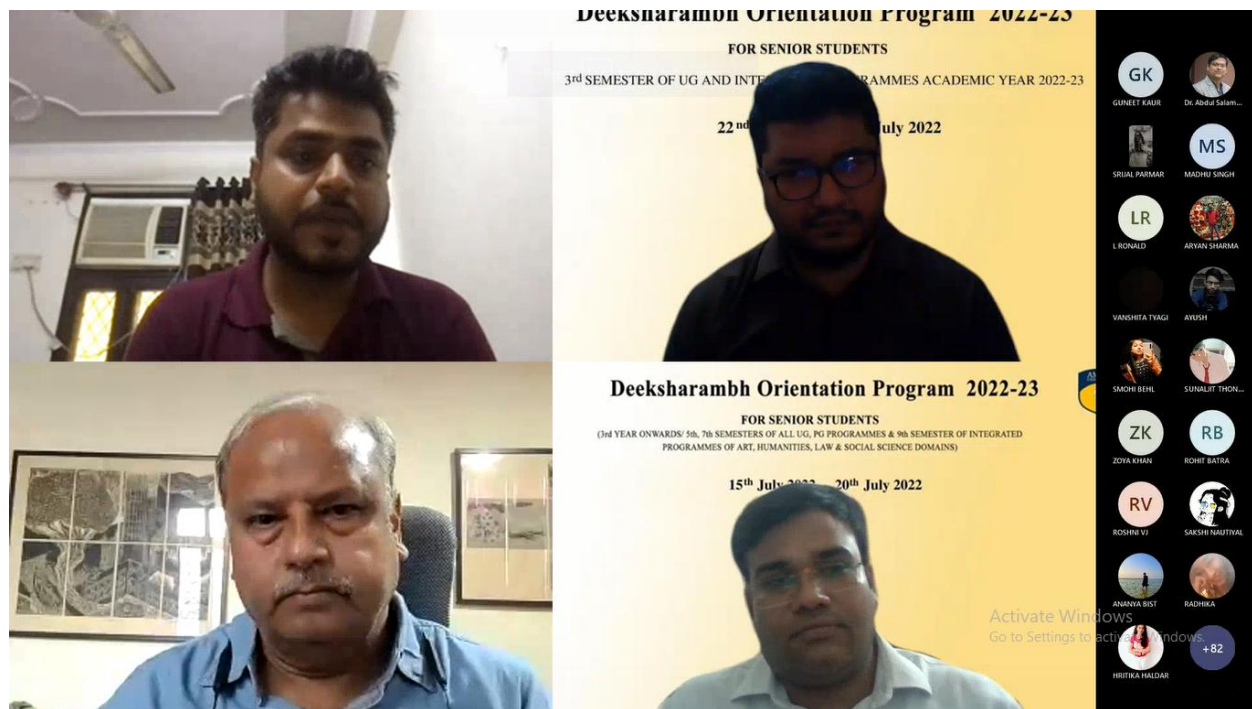 Deeksharambh Orientation Program 2022-23
FOR SENIOR STUDENTS
3rd SEMESTER OF UG AND INTE RAMMES ACADEMIC YEAR 2022-23
22nd uly 2022
Deeksharambh Orientation Program 2022-23
FOR SENIOR STUDENTS
(3rd YEAR ONWARDS/ 5th, 7th SEMESTERS OF ALL UG, PG PROGRAMMES & 9th SEMESTER OF INTEGRATED
PROGRAMMES OF ART, HUMANITIES, LAW & SOCIAL SCIENCE DOMAINS)
15th July 20th July 2022
Activate Windows
Go to Settings to activate Windows.
GK
GUNEET KAUR
Dr. Abdul Salam...
SRIJAL PARMAR
MS
MADHU SINGH
LR
L RONALD
ARYAN SHARMA
VANSHITA TYAGI
AYUSH
SMOHI BEHL
SUNALJIT THON...
ZK
ZOYA KHAN
RB
ROHIT BATRA
RV
ROSHNI VJ
SAKSHI NAUTIYAL
ANANYA BIST
RADHIKA
HRITIKA HALDAR
+82